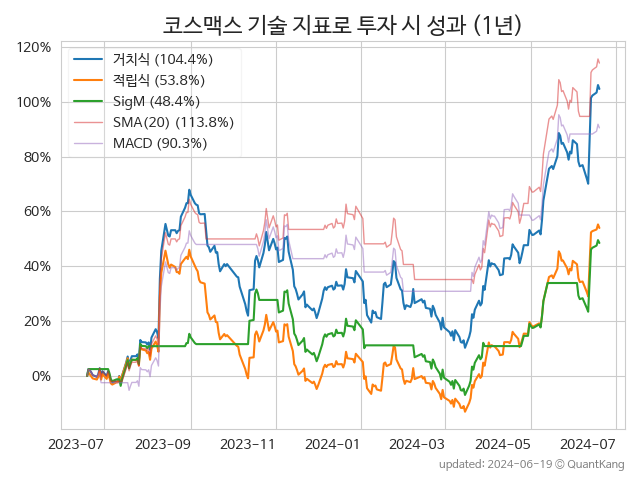 코스맥스 기술 지표로 투자 시 성과 (1년)
120%
100%
80%
60%
40%
20%
0%
거치식 (104.4%)
적립식 (53.8%)
SigM (48.4%)
SMA(20) (113.8%)
MACD (90.3%)
2023-07 2023-09 2023-11 2024-01 2024-03 2024-05 2024-07
updated: 2024-06-19 © QuantKang